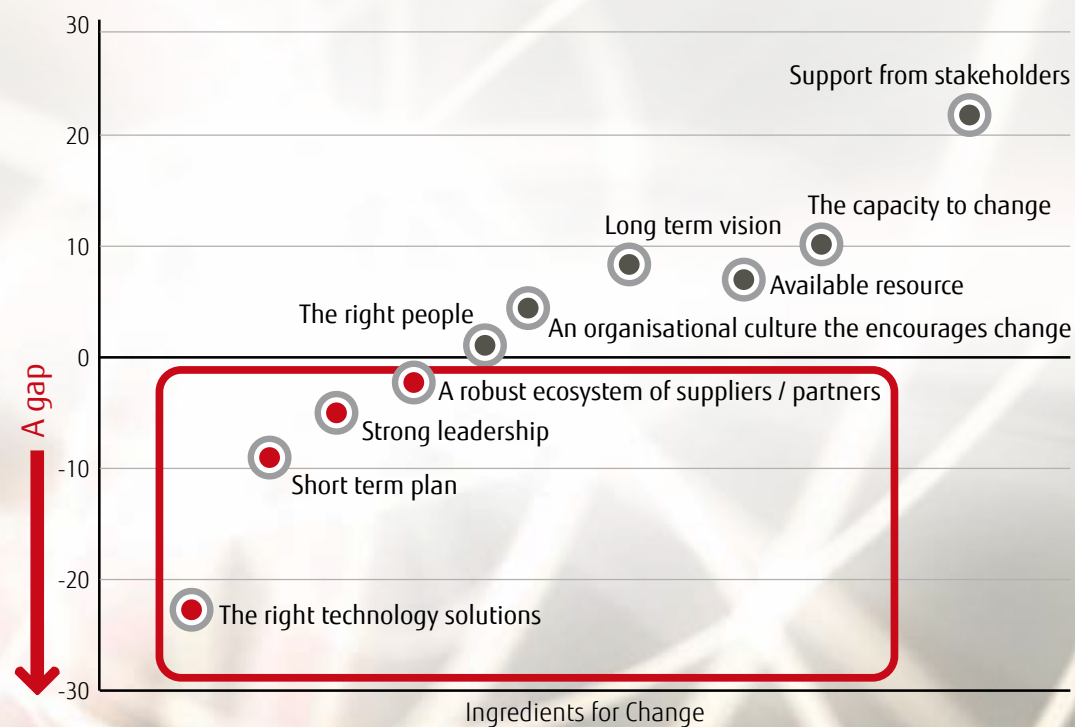 30
Support from stakeholders
20
The capacity to change
Long term vision
10
Available resource
The right people
An organisational culture the encourages change
0
A gap
A robust ecosystem of suppliers / partners
Strong leadership
-10
Short term plan
-20
The right technology solutions
-30
Ingredients for Change